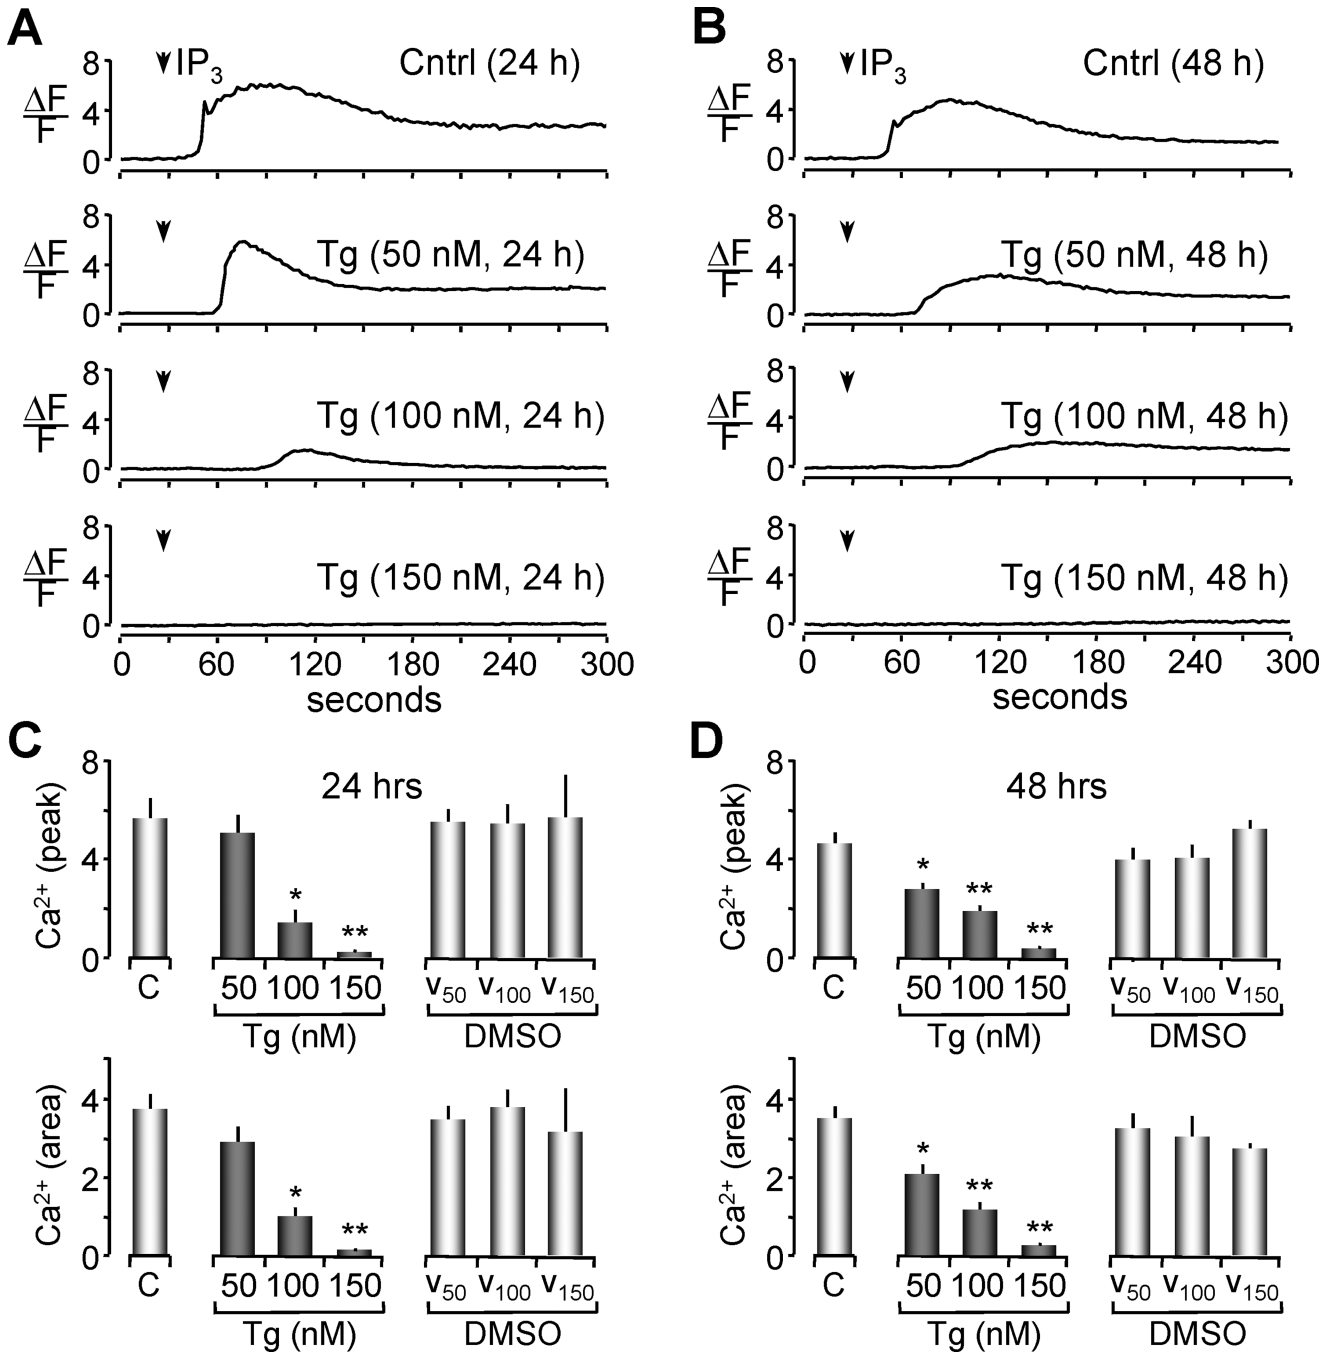 A
8
IP3
Cntrl (24 h)
ΔF
F
4
0
8
Tg (50 nM, 24 h)
ΔF
F
4
0
8
Tg (100 nM, 24 h)
ΔF
F
4
0
8
Tg (150 nM, 24 h)
ΔF
F
4
0
0 60 120 180 240 300
seconds
B
8
IP3
Cntrl (48 h)
ΔF
F
4
0
8
Tg (50 nM, 48 h)
ΔF
F
4
0
8
Tg (100 nM, 48 h)
ΔF
F
4
0
8
Tg (150 nM, 48 h)
ΔF
F
4
0
0 60 120 180 240 300
seconds
C
24 hrs
Ca2+ (peak)
8
4
0
*
**
C 50 100 150 v50 v100 v150
Tg (nM) DMSO
Ca2+ (area)
4
2
0
*
**
C 50 100 150 v50 v100 v150
Tg (nM) DMSO
D
48 hrs
Ca2+ (peak)
8
4
0
*
**
**
C 50 100 150 v50 v100 v150
Tg (nM) DMSO
Ca2+ (area)
4
2
0
*
**
**
C 50 100 150 v50 v100 v150
Tg (nM) DMSO